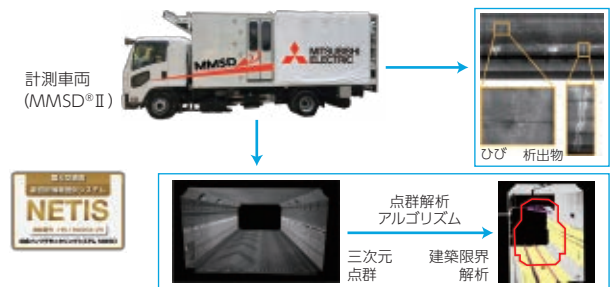 計測車両
(MMSD®Ⅱ)
MMSD
MITSUBISHI
ELECTRIC
ひび
析出物
NETIS
点群解析
アルゴリズム
三次元
点群
建築限界
解析